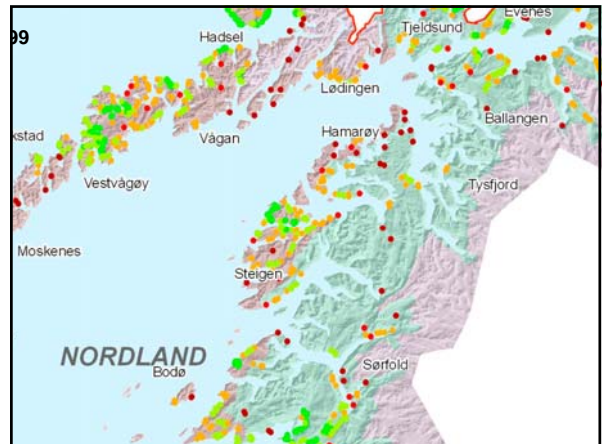 Evenes
99
Hadsel
Tjeldsund
Lødingen
Ballangen
kstad
Vågan
Hamarøy
Vestvågøy
Tysfjord
Moskenes
Steigen
NORDLAND
Sørfold
Bodø